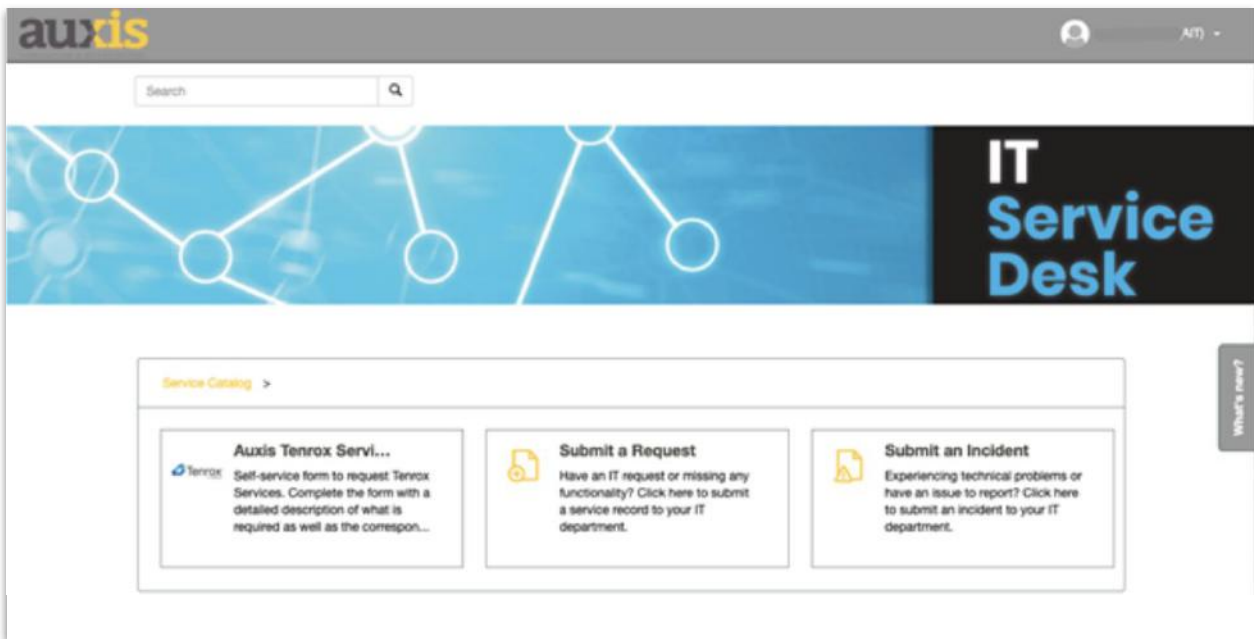 auxis
AIT)
Search
IT
Service
Desk
What's new?
Service Catalog >
Auxis Tenrox Servi...
Tenrox
Self-service form to request Tenrox
Services. Complete the form with a
detailed description of what is
required as well as the correspon...
Submit a Request
Have an IT request or missing any
functionality? Click here to submit
a service record to your IT
department.
Submit an Incident
Experiencing technical problems or
have an issue to report? Click here
to submit an incident to your IT
department.